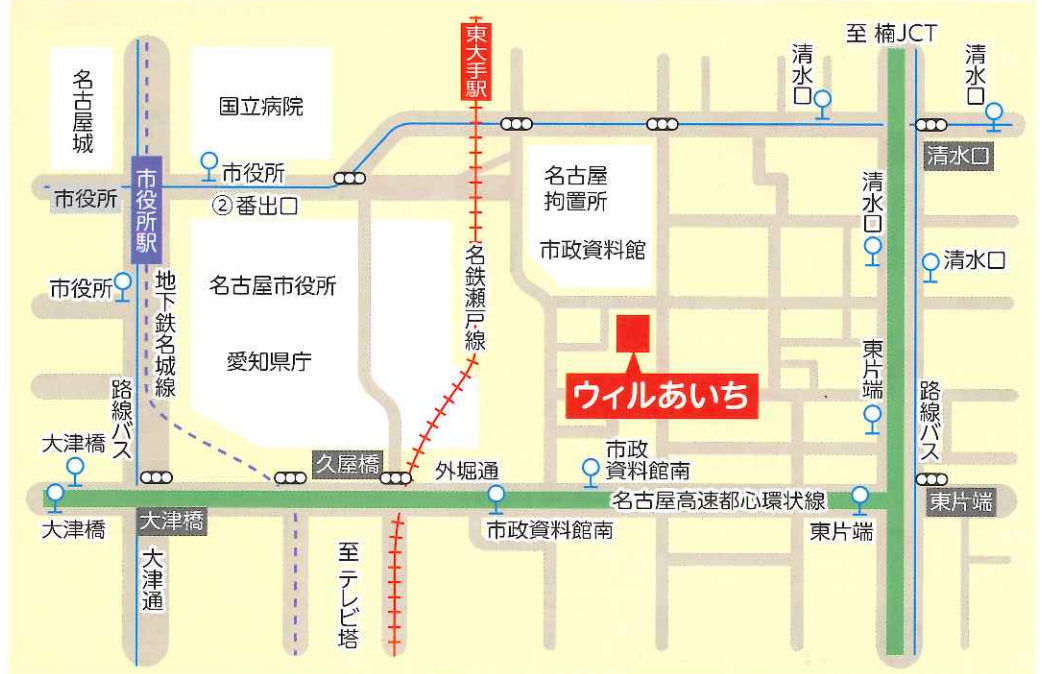 至 楠JCT
東大手駅
清水口
清水口
名古屋城
国立病院
清水口
市役所
市役所
市役所駅
②番出口
名古屋
拘置所
市政資料館
清水口
清水口
市役所
地下鉄名城線
名古屋市役所
愛知県庁
名鉄瀬戸線
ウィルあいち
東片端
路線バス
路線バス
大津橋
久屋橋
外堀通
市政
資料館南
名古屋高速都心環状線
大津橋
大津橋
市政資料館南
東片端
東片端
大津通
至 テレビ塔